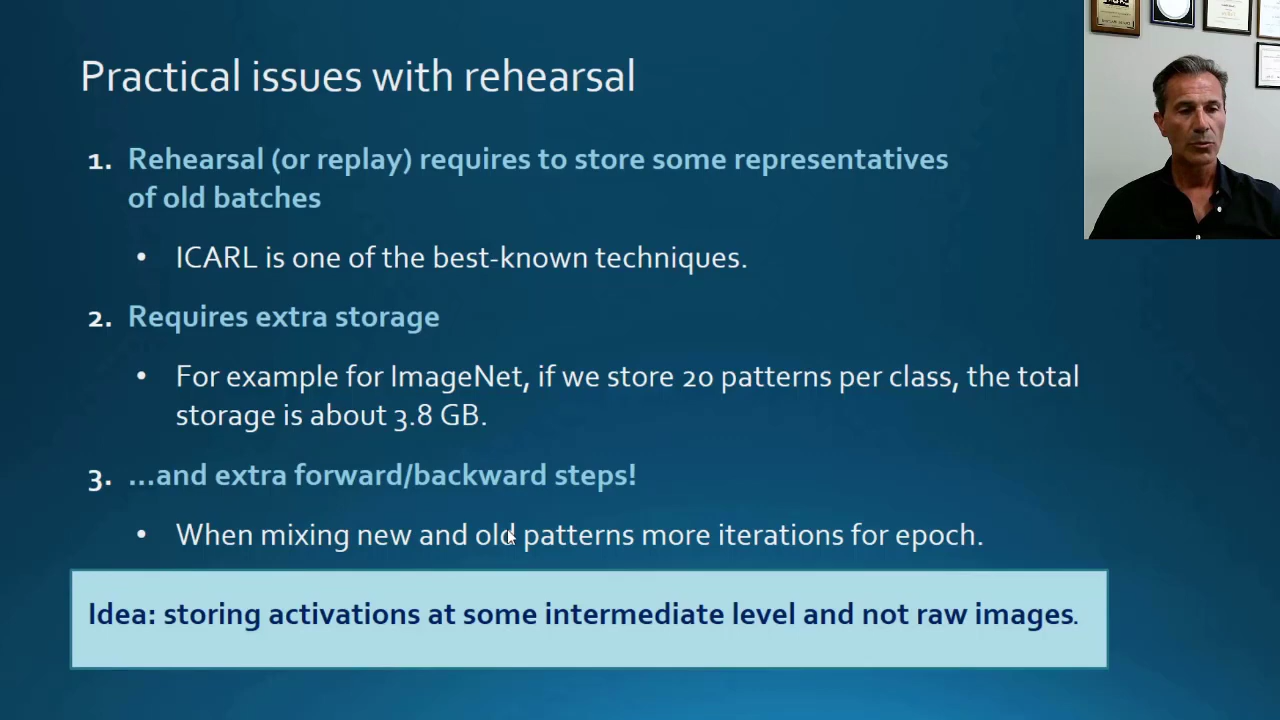 Practical issues with rehearsal
1. Rehearsal (or replay) requires to store some representatives
of old batches
• ICARL is one of the best-known techniques.
2. Requires extra storage
• For example for ImageNet, if we store 20 patterns per class, the total
storage is about 3.8 GB.
3. ...and extra forward/backward steps!
• When mixing new and old patterns more iterations for epoch.
Idea: storing activations at some intermediate level and not raw images.